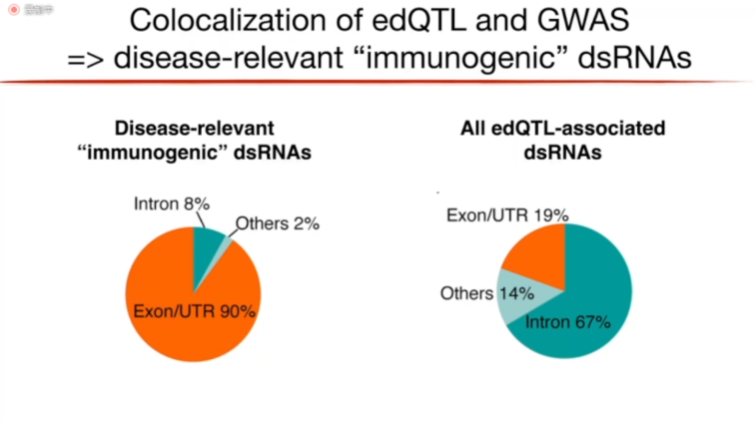 Colocalization of edQTL and GWAS
=> disease-relevant “immunogenic” dsRNAs
Disease-relevant
“immunogenic” dsRNAs
Intron 8%
Others 2%
Exon/UTR 90%
All edQTL-associated
dsRNAs
Exon/UTR 19%
Others 14%
Intron 67%